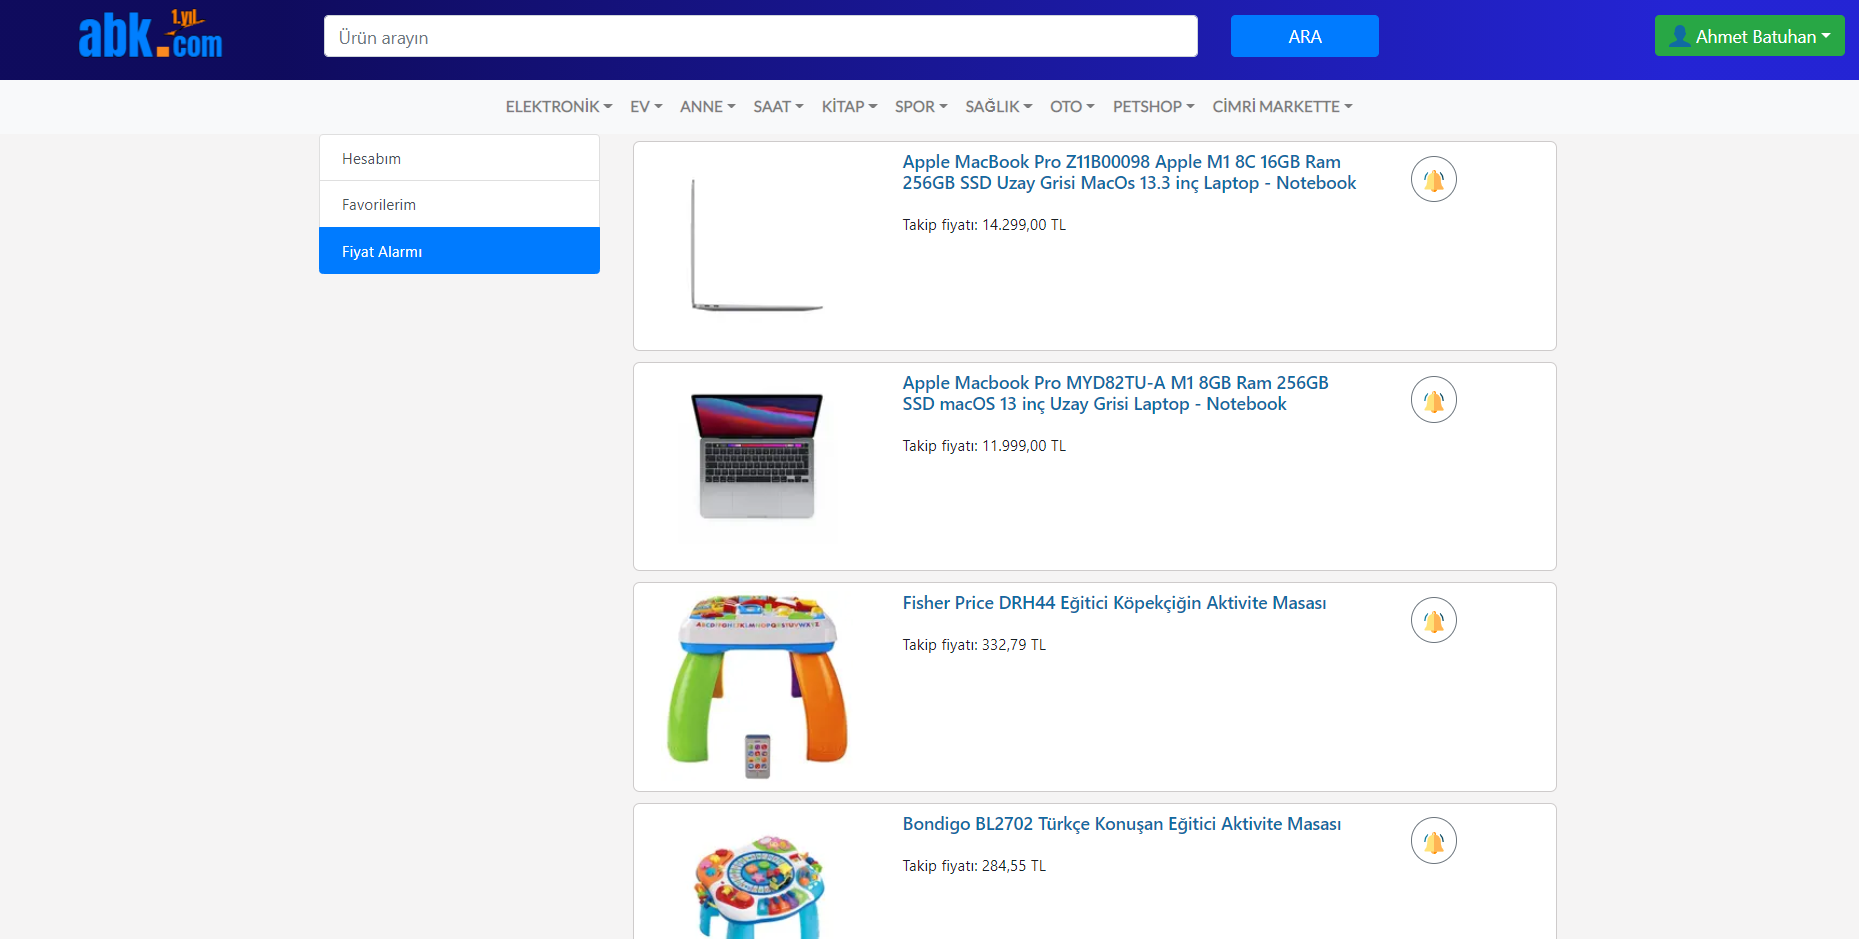 abk.com 1.yıl
Ürün arayın
ARA
Ahmet Batuhan
ELEKTRONİK EV ANNE SAAT KİTAP SPOR SAĞLIK OTO PETSHOP CİMRİ MARKETTE
Hesabım
Favorilerim
Fiyat Alarmı
Apple MacBook Pro Z11B00098 Apple M1 8C 16GB Ram
256GB SSD Uzay Grisi MacOs 13.3 inç Laptop - Notebook
Takip fiyatı: 14.299,00 TL
Apple Macbook Pro MYD82TU-A M1 8GB Ram 256GB
SSD macOS 13 inç Uzay Grisi Laptop - Notebook
Takip fiyatı: 11.999,00 TL
Fisher Price DRH44 Eğitici Köpekçiğin Aktivite Masası
Takip fiyatı: 332,79 TL
Bondigo BL2702 Türkçe Konuşan Eğitici Aktivite Masası
Takip fiyatı: 284,55 TL